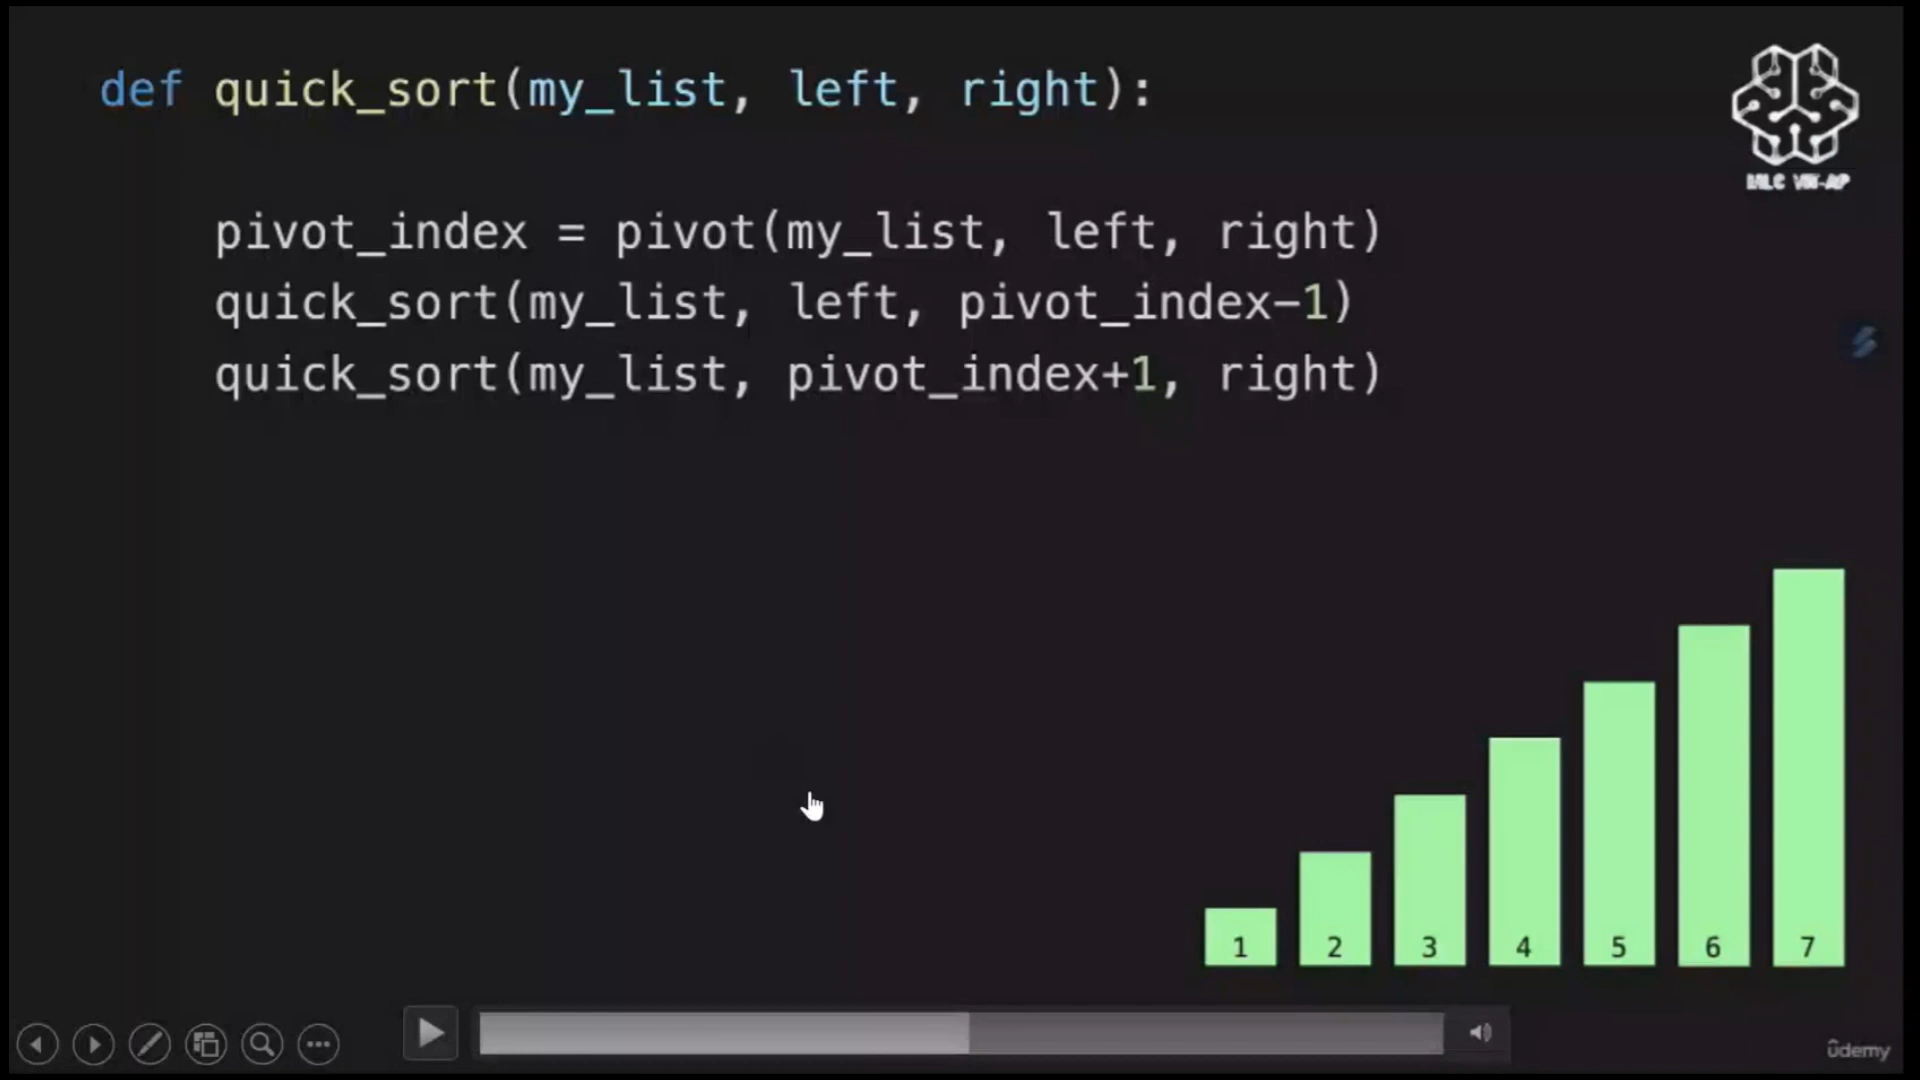 def quick_sort(my_list, left, right):
pivot_index = pivot(my_list, left, right)
quick_sort(my_list, left, pivot_index-1)
quick_sort(my_list, pivot_index+1, right)
1 2 3 4 5 6 7
ûdemy